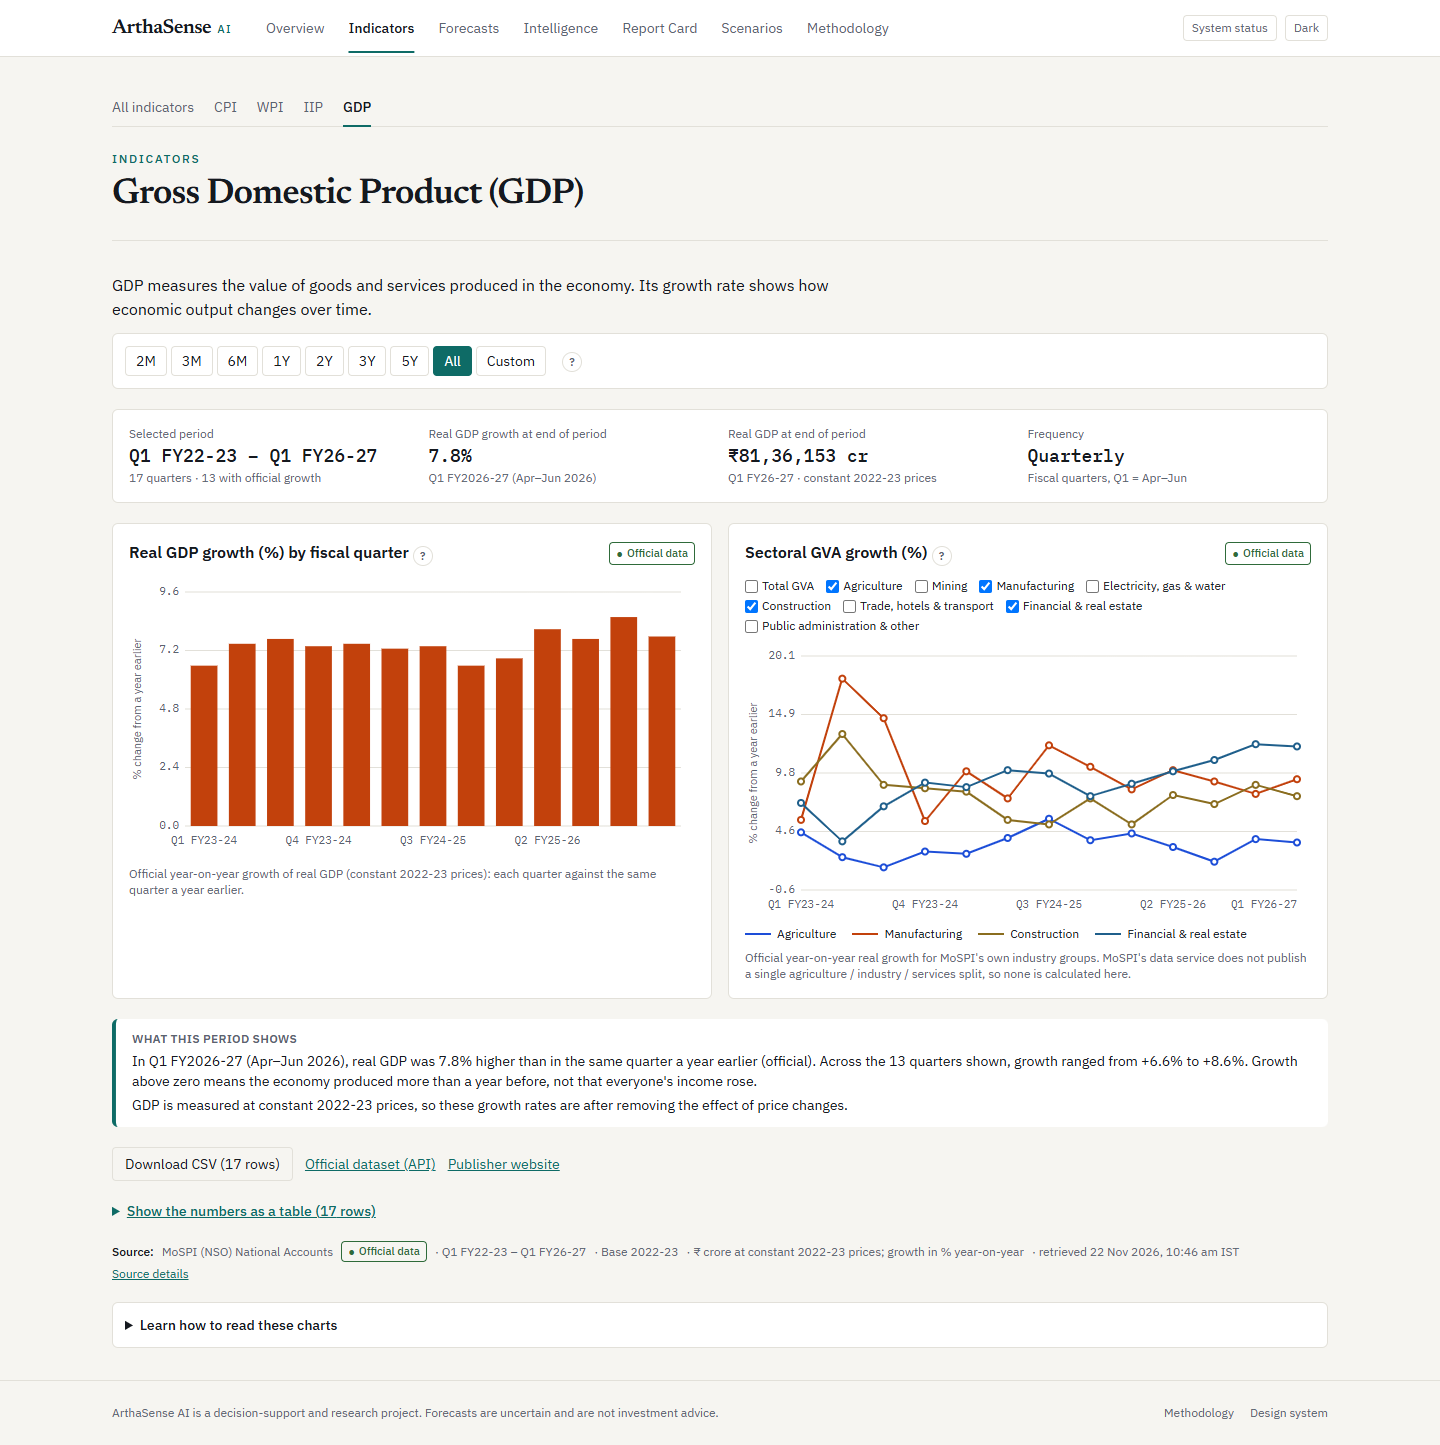 ArthaSense AI
Overview
Indicators
Forecasts
Intelligence
Report Card
Scenarios
Methodology
System status
Dark
All indicators
CPI
WPI
IIP
GDP
INDICATORS
Gross Domestic Product (GDP)
GDP measures the value of goods and services produced in the economy. Its growth rate shows how
economic output changes over time.
2M
3M
6M
1Y
2Y
3Y
5Y
All
Custom
?
Selected period
Q1 FY22-23 – Q1 FY26-27
17 quarters · 13 with official growth
Real GDP growth at end of period
7.8%
Q1 FY2026-27 (Apr–Jun 2026)
Real GDP at end of period
₹81,36,153 cr
Q1 FY26-27 · constant 2022-23 prices
Frequency
Quarterly
Fiscal quarters, Q1 = Apr–Jun
Real GDP growth (%) by fiscal quarter ?
● Official data
% change from a year earlier
9.6
7.2
4.8
2.4
0.0
Q1 FY23-24
Q4 FY23-24
Q3 FY24-25
Q2 FY25-26
Official year-on-year growth of real GDP (constant 2022-23 prices): each quarter against the same
quarter a year earlier.
Sectoral GVA growth (%) ?
● Official data
Total GVA
Agriculture
Mining
Manufacturing
Electricity, gas & water
Construction
Trade, hotels & transport
Financial & real estate
Public administration & other
% change from a year earlier
20.1
14.9
9.8
4.6
-0.6
Q1 FY23-24
Q4 FY23-24
Q3 FY24-25
Q2 FY25-26
Q1 FY26-27
Agriculture
Manufacturing
Construction
Financial & real estate
Official year-on-year real growth for MoSPI's own industry groups. MoSPI's data service does not publish
a single agriculture / industry / services split, so none is calculated here.
WHAT THIS PERIOD SHOWS
In Q1 FY2026-27 (Apr–Jun 2026), real GDP was 7.8% higher than in the same quarter a year earlier (official). Across the 13 quarters shown, growth ranged from +6.6% to +8.6%. Growth
above zero means the economy produced more than a year before, not that everyone's income rose.
GDP is measured at constant 2022-23 prices, so these growth rates are after removing the effect of price changes.
Download CSV (17 rows)
Official dataset (API)
Publisher website
Show the numbers as a table (17 rows)
Source: MoSPI (NSO) National Accounts ● Official data · Q1 FY22-23 – Q1 FY26-27 · Base 2022-23 · ₹ crore at constant 2022-23 prices; growth in % year-on-year · retrieved 22 Nov 2026, 10:46 am IST
Source details
Learn how to read these charts
ArthaSense AI is a decision-support and research project. Forecasts are uncertain and are not investment advice.
Methodology
Design system